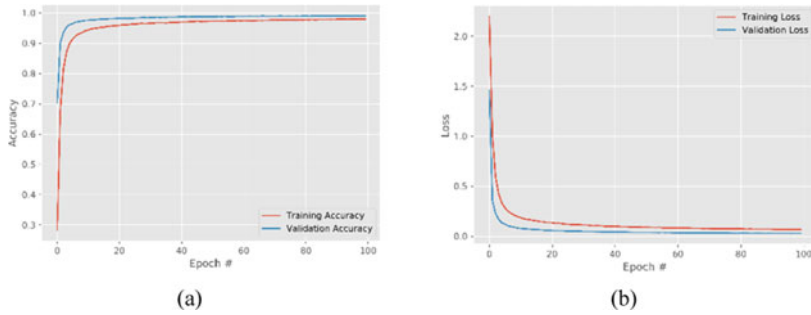 1.0
0.9
0.8
0.7
0.6
0.5
0.4
0.3
Accuracy
Training Accuracy
Validation Accuracy
0 20 40 60 80 100
Epoch #
(a)
Training Loss
Validation Loss
2.0
1.5
1.0
0.5
0.0
Loss
0 20 40 60 80 100
Epoch #
(b)